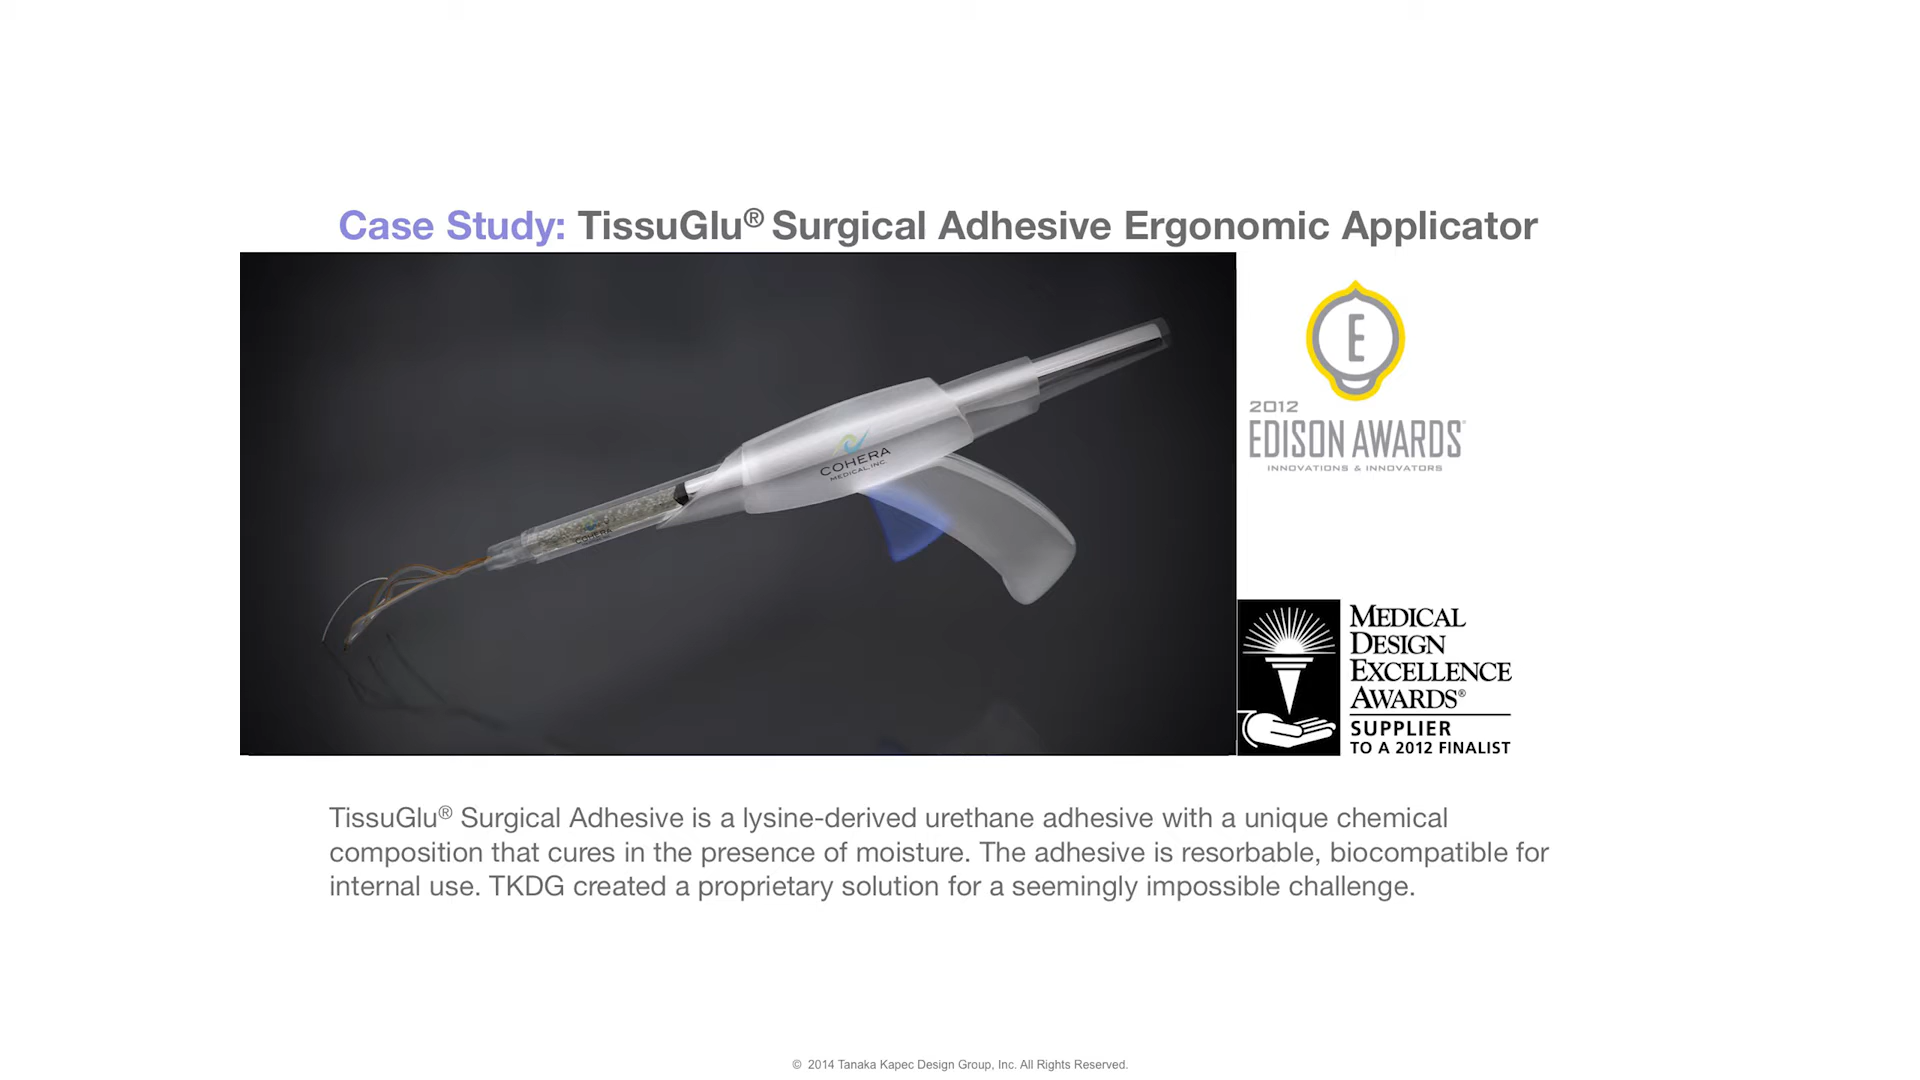 Case Study: TissuGlu® Surgical Adhesive Ergonomic Applicator
COHERA
MEDICAL, INC.
COHERA
E
2012
EDISON AWARDS
INNOVATIONS & INNOVATORS
MEDICAL
DESIGN
EXCELLENCE
AWARDS®
SUPPLIER
TO A 2012 FINALIST
TissuGlu® Surgical Adhesive is a lysine-derived urethane adhesive with a unique chemical
composition that cures in the presence of moisture. The adhesive is resorbable, biocompatible for
internal use. TKDG created a proprietary solution for a seemingly impossible challenge.
© 2014 Tanaka Kapec Design Group, Inc. All Rights Reserved.